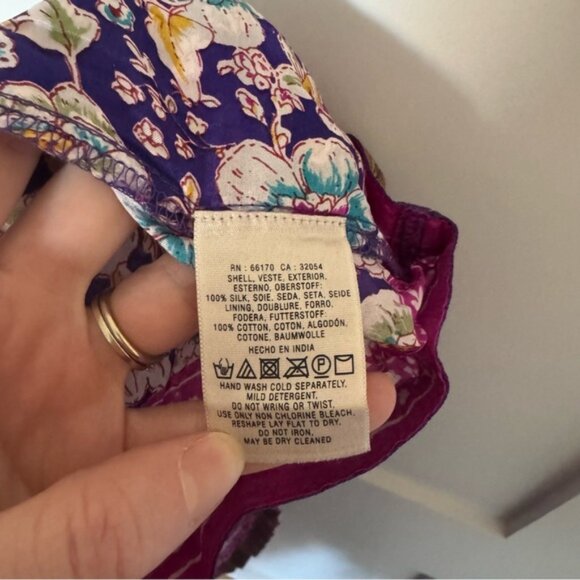 RN : 66170 CA : 32054
SHELL, VESTE, EXTERIOR,
ESTERNO, OBERSTOFF:
100% SILK, SOIE, SEDA, SETA, SEIDE
LINING, DOUBLURE, FORRO,
FODERA, FUTTERSTOFF:
100% COTTON, COTON, ALGODÓN,
COTONE, BAUMWOLLE
HECHO EN INDIA
P
HAND WASH COLD SEPARATELY.
MILD DETERGENT.
DO NOT WRING OR TWIST.
USE ONLY NON CHLORINE BLEACH.
RESHAPE LAY FLAT TO DRY.
DO NOT IRON.
MAY BE DRY CLEANED